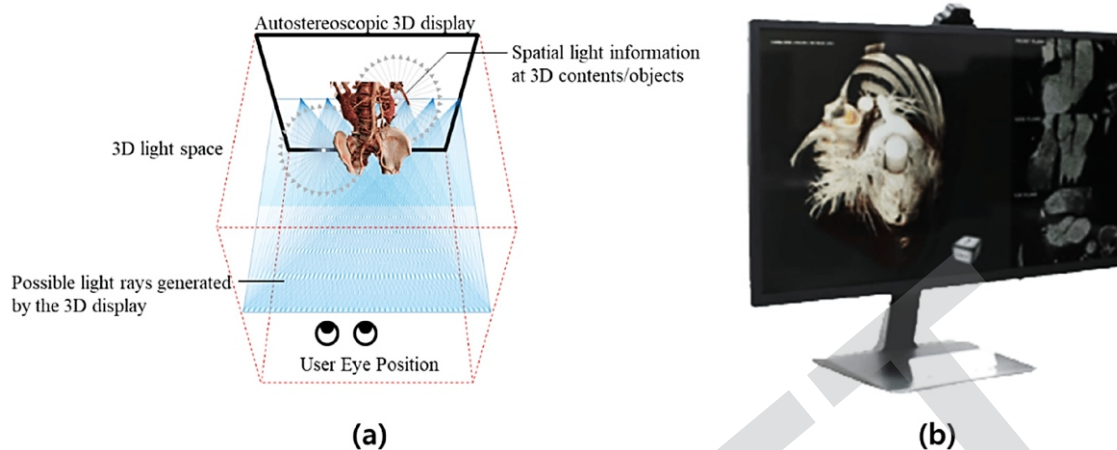 Autostereoscopic 3D display
Spatial light information
at 3D contents/objects
3D light space
Possible light rays generated
by the 3D display
User Eye Position
(a)
(b)